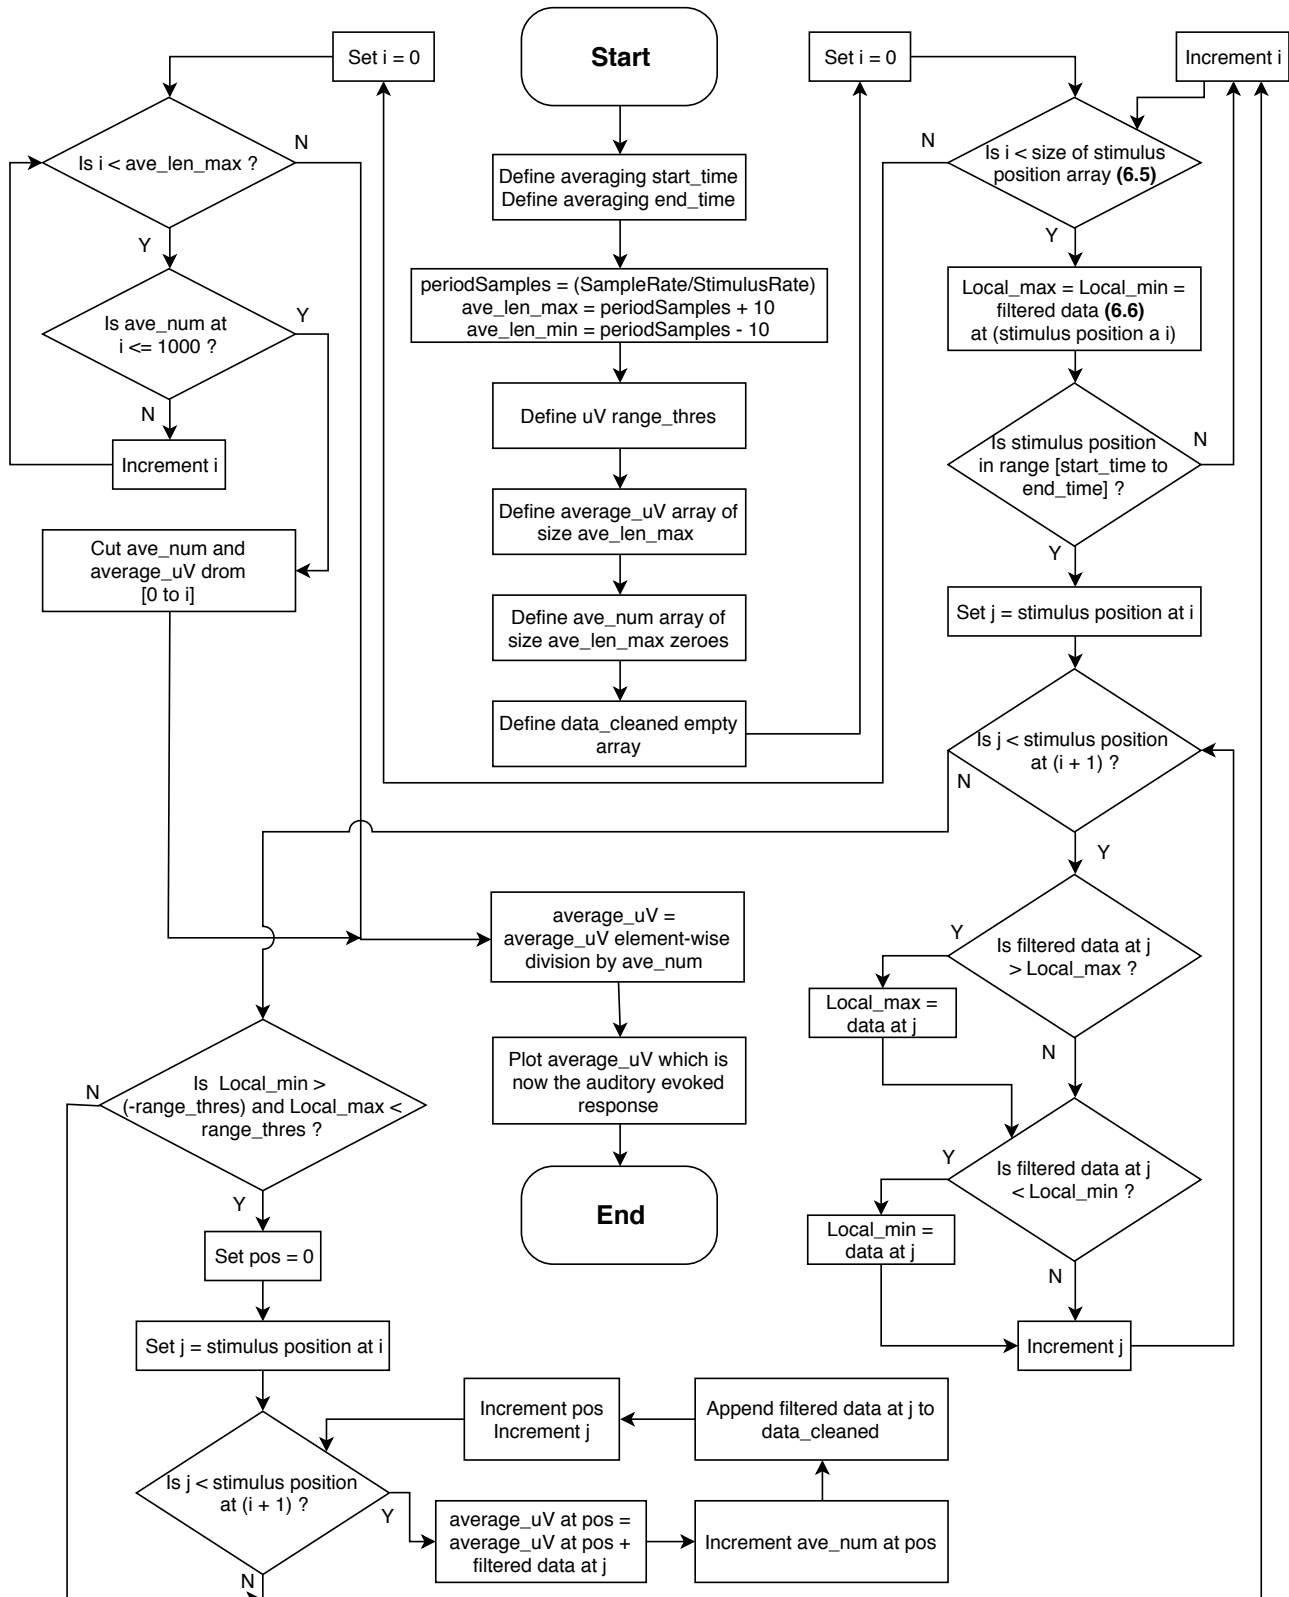 Start
Define averaging start_time
Define averaging end_time
periodSamples = (SampleRate/StimulusRate)
ave_len_max = periodSamples + 10
ave_len_min = periodSamples - 10
Define uV range_thres
Define average_uV array of
size ave_len_max
Define ave_num array of
size ave_len_max zeroes
Define data_cleaned empty
array
Set i = 0
Increment i
Is i < size of stimulus
position array (6.5)
N
Y
Local_max = Local_min =
filtered data (6.6)
at (stimulus position a i)
Is stimulus position
in range [start_time to
end_time] ?
N
Y
Set j = stimulus position at i
Is j < stimulus position
at (i + 1) ?
N
Y
Is filtered data at j
> Local_max ?
Y
Local_max =
data at j
N
Is filtered data at j
< Local_min ?
Y
Local_min =
data at j
N
Increment j
Set i = 0
Is i < ave_len_max ?
N
Y
Is ave_num at
i <= 1000 ?
Y
N
Increment i
Cut ave_num and
average_uV drom
[0 to i]
average_uV =
average_uV element-wise
division by ave_num
Plot average_uV which is
now the auditory evoked
response
End
Is Local_min >
(-range_thres) and Local_max <
range_thres ?
N
Y
Set pos = 0
Set j = stimulus position at i
Is j < stimulus position
at (i + 1) ?
Y
N
average_uV at pos =
average_uV at pos +
filtered data at j
Increment ave_num at pos
Append filtered data at j to
data_cleaned
Increment pos
Increment j